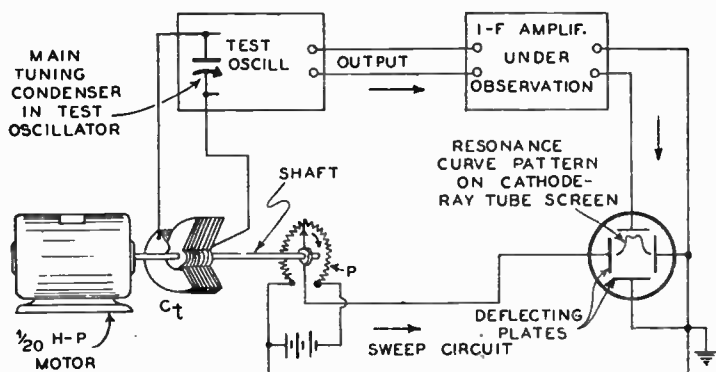 MAIN
TUNING
CONDENSER
IN TEST
OSCILLATOR
TEST
OSCILL
OUTPUT
I-F AMPLIF.
UNDER
OBSERVATION
RESONANCE
CURVE PATTERN
ON CATHODE-
RAY TUBE SCREEN
SHAFT
P
Ct
1/20 H-P
MOTOR
SWEEP CIRCUIT
DEFLECTING
PLATES